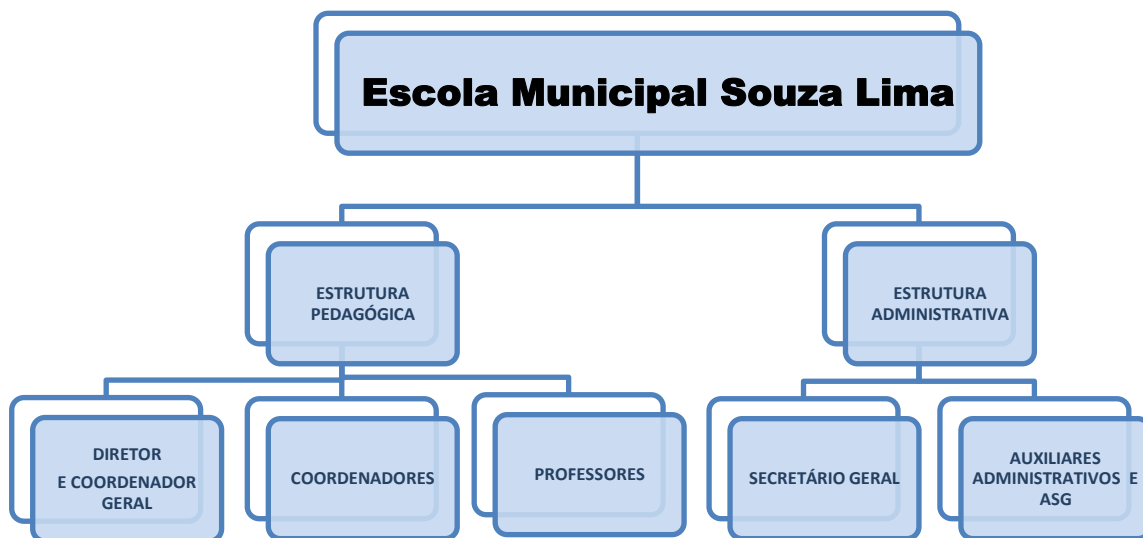 Escola Municipal Souza Lima
ESTRUTURA
PEDAGÓGICA
ESTRUTURA
ADMINISTRATIVA
DIRETOR
E COORDENADOR
GERAL
COORDENADORES
PROFESSORES
SECRETÁRIO GERAL
AUXILIARES
ADMINISTRATIVOS E
ASG